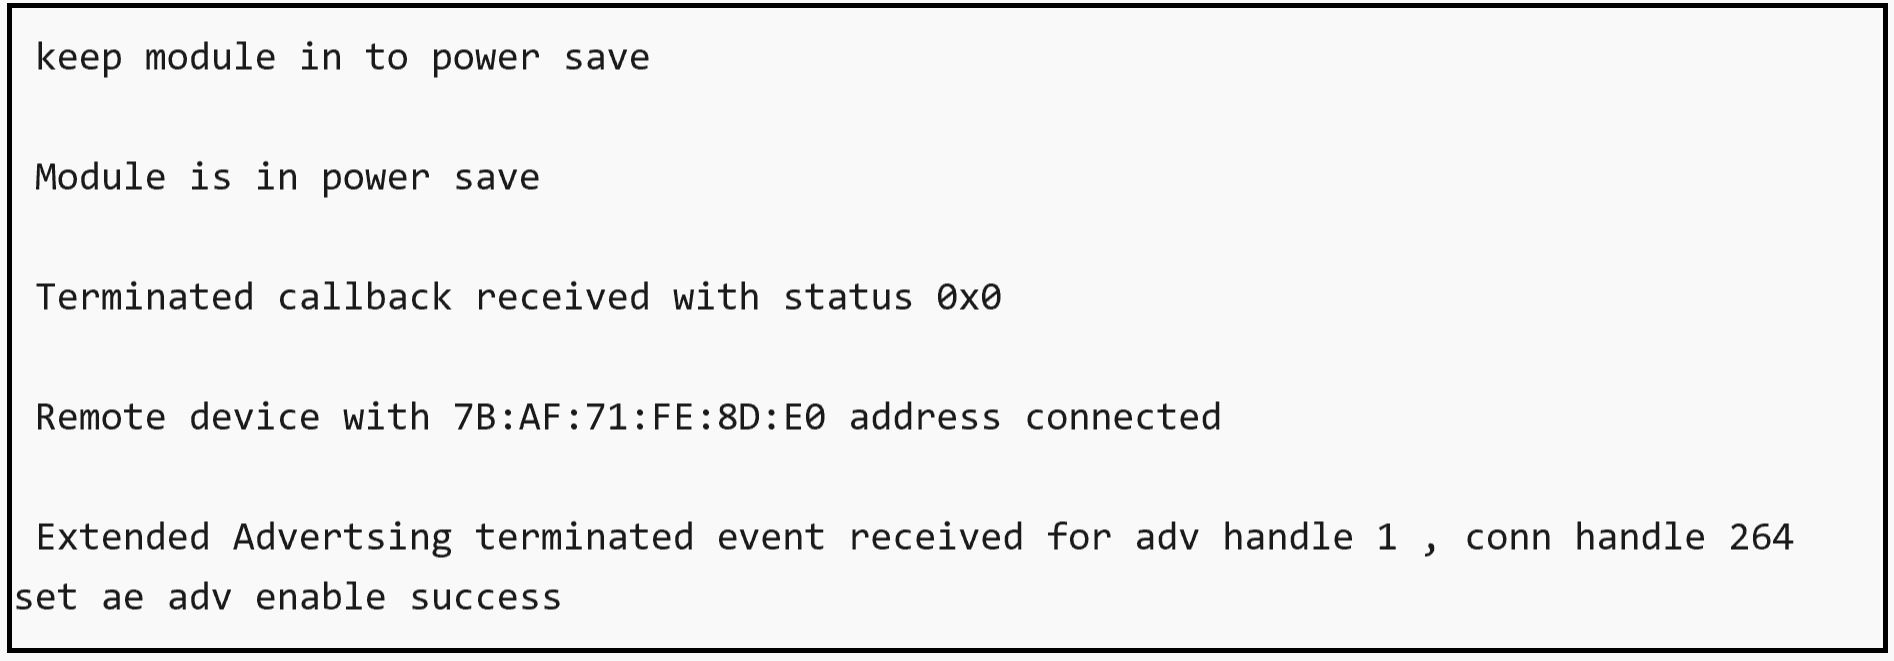 keep module in to power save
Module is in power save
Terminated callback received with status 0x0
Remote device with 7B:AF:71:FE:8D:E0 address connected
Extended Advertsing terminated event received for adv handle 1 , conn handle 264
set ae adv enable success